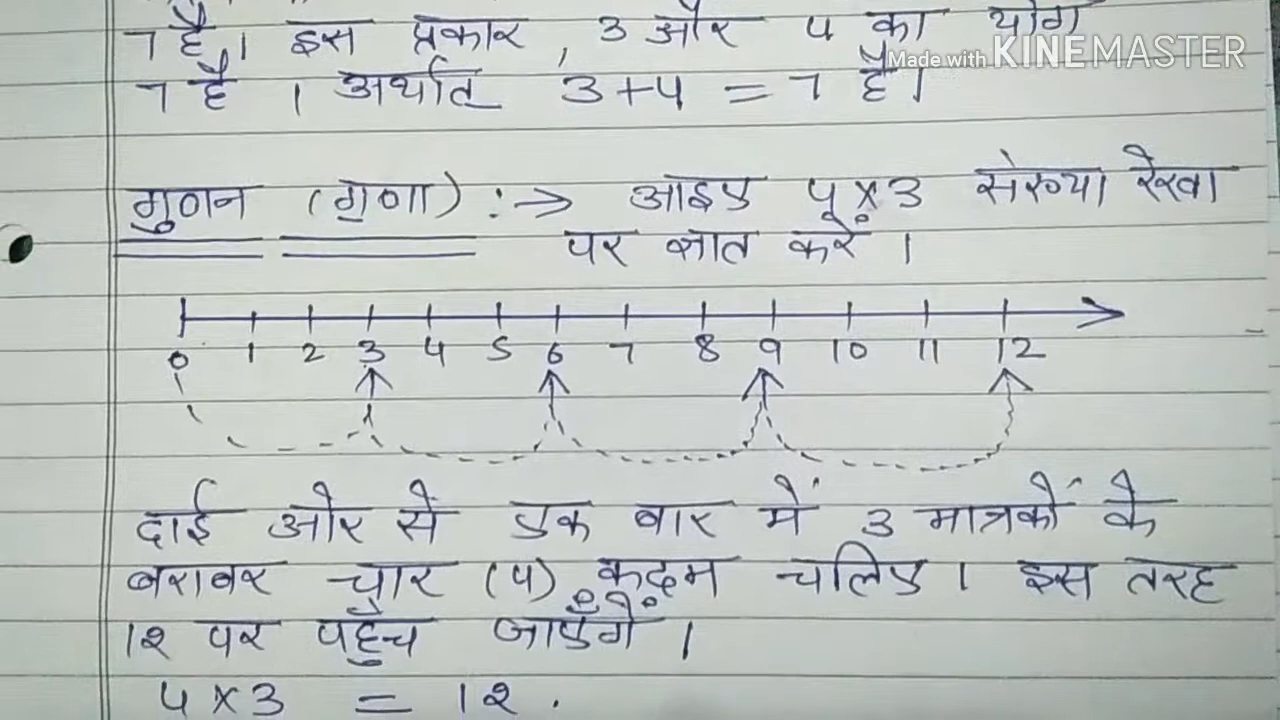 7 है। इस प्रकार, 3 और 4 का योग
Made with KINEMASTER
7 है । अर्थात् 3+4 = 7 है।
गुणन (गुणा) :⇒ आइए 4×3 संख्या रेखा
पर ज्ञात करें ।
0 1 2 3 4 5 6 7 8 9 10 11 12
दाई ओर से एक बार में 3 मात्रकों के
बराबर चार (4) कदम चलिए । इस तरह
12 पर पहुँच जाएँगें ।
4 × 3 = 12 .